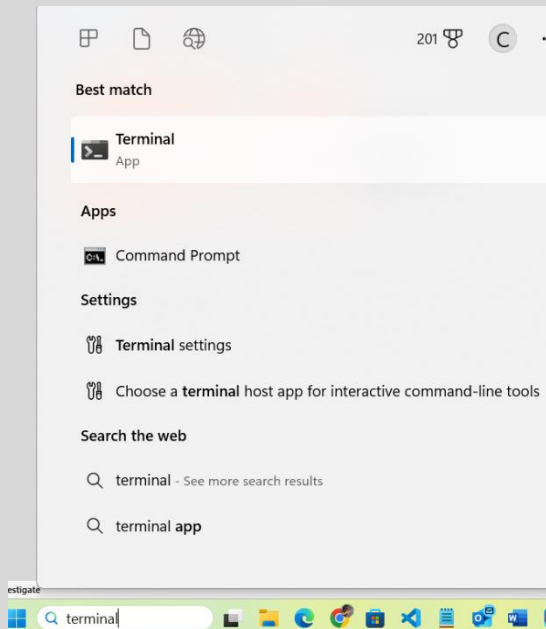 201
C
Best match
Terminal
App
Apps
Command Prompt
Settings
Terminal settings
Choose a terminal host app for interactive command-line tools
Search the web
terminal - See more search results
terminal app
estigate
terminal